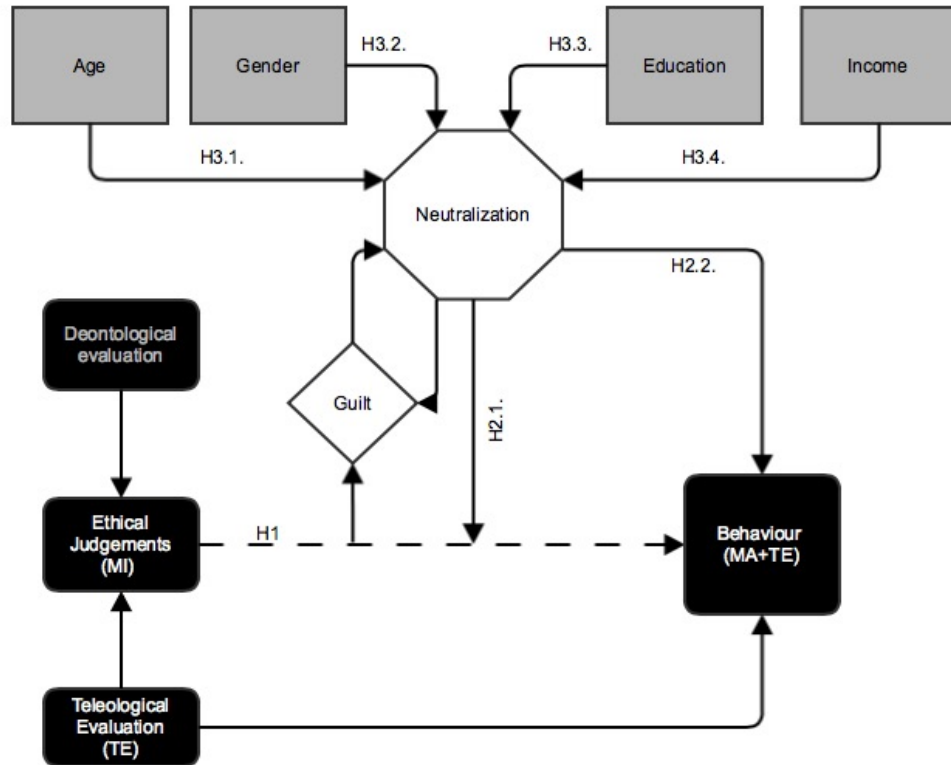 H3.2.
H3.3.
Age
Gender
Education
Income
H3.1.
H3.4.
Neutralization
H2.2.
Deontological
evaluation
Guilt
H2.1.
Ethical
Judgements
(MI)
H1
Behaviour
(MA+TE)
Teleological
Evaluation
(TE)